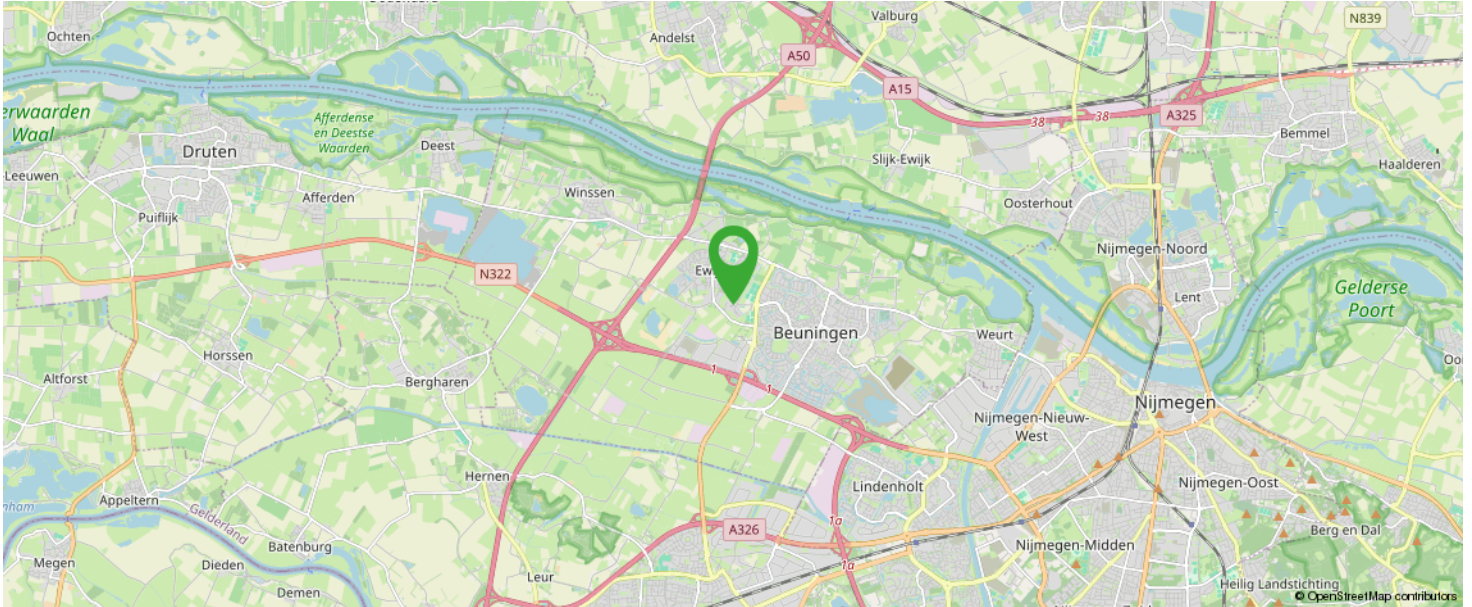 Ochten
Andelst
Valburg
N839
A50
A15
A325
38
38
Afferdense
en Deestse
Waarden
erwaarden
Waal
Druten
Deest
Bemmel
Haalderen
Slijk-Ewijk
-Leeuwen
Afferden
Winssen
Oosterhout
Puiflijk
Nijmegen-Noord
N322
Gelderse
Poort
Lent
Beuningen
Weurt
Horssen
Altforst
Bergharen
1
1
Nijmegen
Nijmegen-Nieuw-
West
Hernen
Lindenholt
Nijmegen-Oost
Appeltern
Gelderland
1a
A326
Berg en Dal
Batenburg
Nijmegen-Midden
Megen
Dieden
Leur
1a
Demen
Heilig Landstichting
© OpenStreetMap contributors